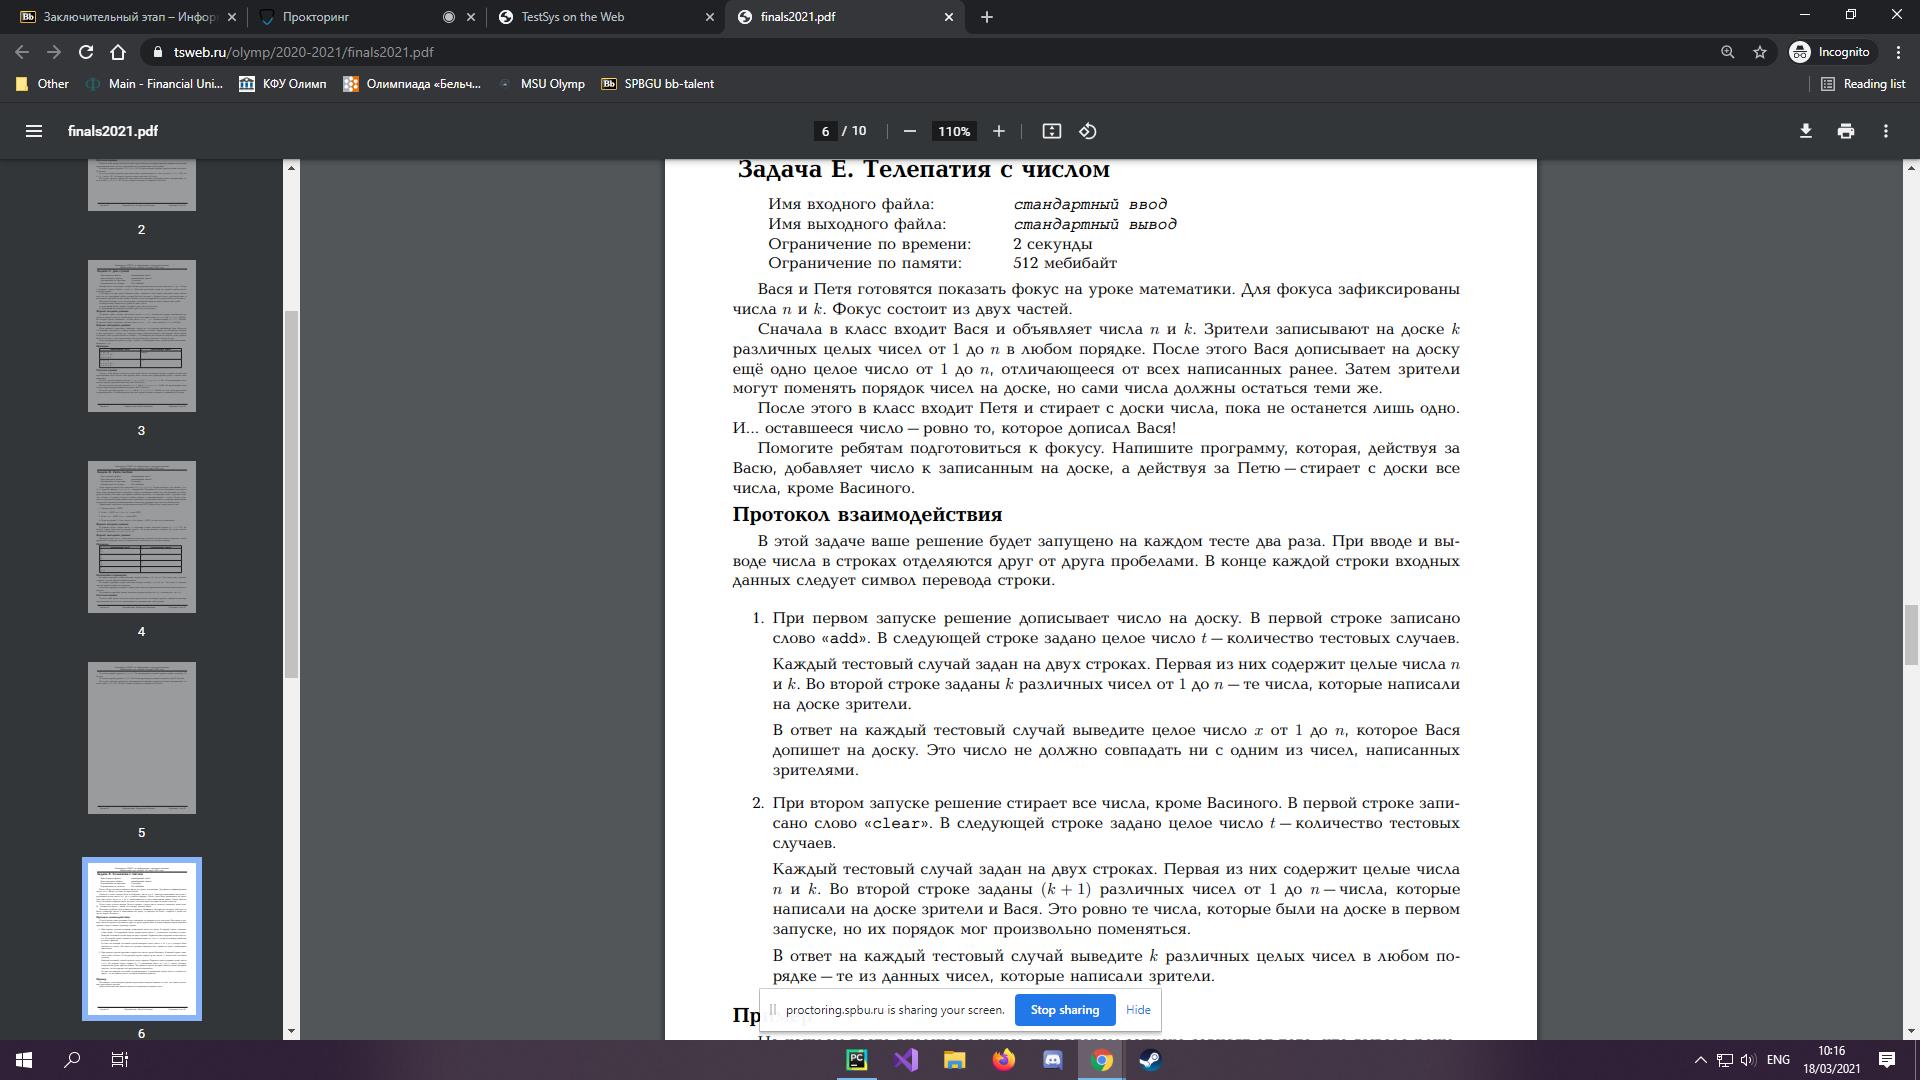 Заключительный этап – Инфор
Прокторинг
TestSys on the Web
finals2021.pdf
tsweb.ru/olymp/2020-2021/finals2021.pdf
Incognito
Other
Main - Financial Uni...
КФУ Олимп
Олимпиада «Бельч...
MSU Olymp
SPBGU bb-talent
Reading list
finals2021.pdf
6 / 10
110%
2
3
4
5
6
Задача E. Телепатия с числом
Имя входного файла: стандартный ввод
Имя выходного файла: стандартный вывод
Ограничение по времени: 2 секунды
Ограничение по памяти: 512 мебибайт
Вася и Петя готовятся показать фокус на уроке математики. Для фокуса зафиксированы
числа n и k. Фокус состоит из двух частей.
Сначала в класс входит Вася и объявляет числа n и k. Зрители записывают на доске k
различных целых чисел от 1 до n в любом порядке. После этого Вася дописывает на доску
ещё одно целое число от 1 до n, отличающееся от всех написанных ранее. Затем зрители
могут поменять порядок чисел на доске, но сами числа должны остаться теми же.
После этого в класс входит Петя и стирает с доски числа, пока не останется лишь одно.
И... оставшееся число — ровно то, которое дописал Вася!
Помогите ребятам подготовиться к фокусу. Напишите программу, которая, действуя за
Васю, добавляет число к записанным на доске, а действуя за Петю — стирает с доски все
числа, кроме Васиного.
Протокол взаимодействия
В этой задаче ваше решение будет запущено на каждом тесте два раза. При вводе и вы-
воде числа в строках отделяются друг от друга пробелами. В конце каждой строки входных
данных следует символ перевода строки.
1. При первом запуске решение дописывает число на доску. В первой строке записано
слово «add». В следующей строке задано целое число t — количество тестовых случаев.
Каждый тестовый случай задан на двух строках. Первая из них содержит целые числа n
и k. Во второй строке заданы k различных чисел от 1 до n — те числа, которые написали
на доске зрители.
В ответ на каждый тестовый случай выведите целое число x от 1 до n, которое Вася
допишет на доску. Это число не должно совпадать ни с одним из чисел, написанных
зрителями.
2. При втором запуске решение стирает все числа, кроме Васиного. В первой строке запи-
сано слово «clear». В следующей строке задано целое число t — количество тестовых
случаев.
Каждый тестовый случай задан на двух строках. Первая из них содержит целые числа
n и k. Во второй строке заданы (k + 1) различных чисел от 1 до n — числа, которые
написали на доске зрители и Вася. Это ровно те числа, которые были на доске в первом
запуске, но их порядок мог произвольно поменяться.
В ответ на каждый тестовый случай выведите k различных целых чисел в любом по-
рядке — те из данных чисел, которые написали зрители.
proctoring.spbu.ru is sharing your screen.
Stop sharing
Hide
ENG
10:16
18/03/2021